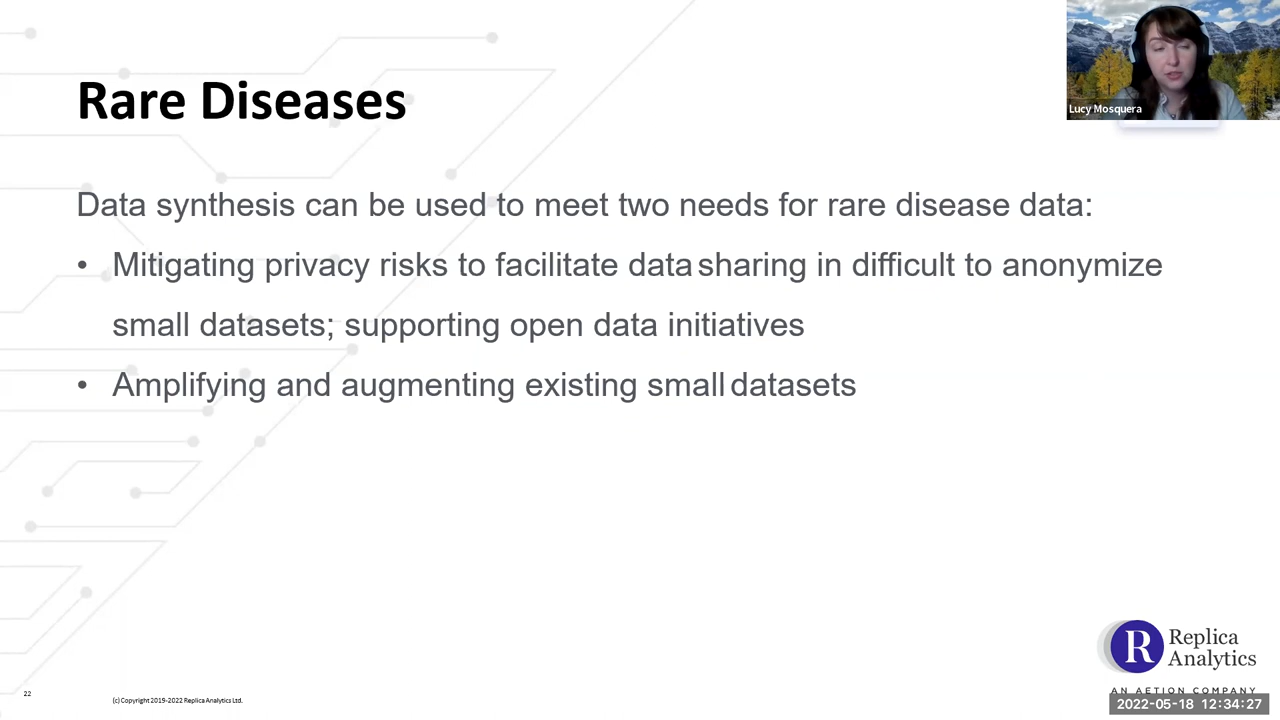 Rare Diseases
Lucy Mosquera
Data synthesis can be used to meet two needs for rare disease data:
• Mitigating privacy risks to facilitate data sharing in difficult to anonymize
small datasets; supporting open data initiatives
• Amplifying and augmenting existing small datasets
R Replica
Analytics
AN AETION COMPANY
22
(c) Copyright 2019-2022 Replica Analytics Ltd.
2022-05-18 12:34:27